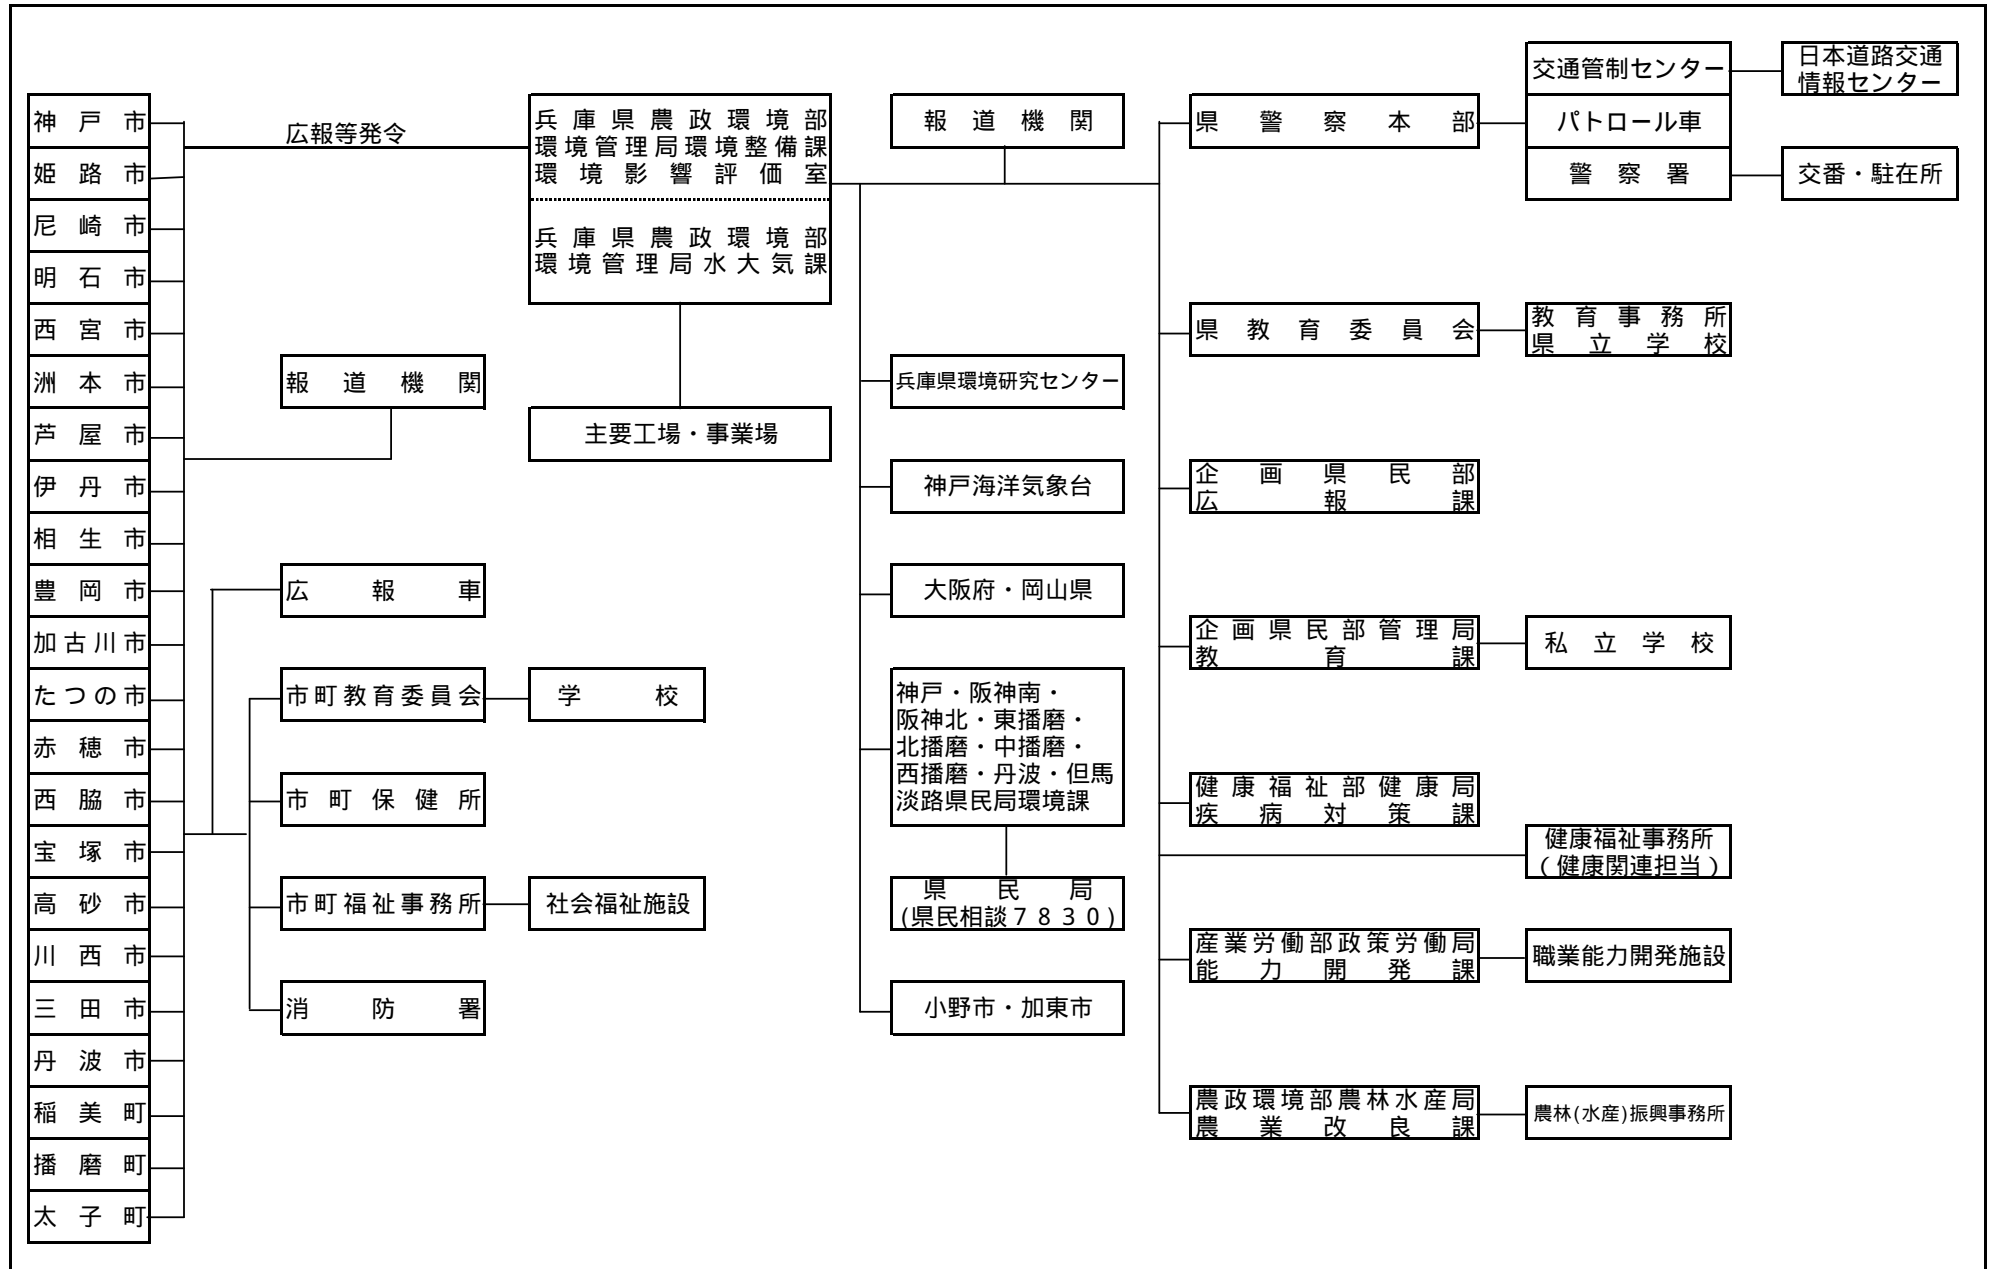 神戸市
姫路市
尼崎市
明石市
西宮市
洲本市
芦屋市
伊丹市
相生市
豊岡市
加古川市
たつの市
赤穂市
西脇市
宝塚市
高砂市
川西市
三田市
丹波市
稲美町
播磨町
太子町
広報等発令
報道機関
広報車
市町教育委員会
市町保健所
市町福祉事務所
消防署
兵庫県農政環境部
環境管理局環境整備課
環境影響評価室
兵庫県農政環境部
環境管理局水大気課
主要工場・事業場
学校
社会福祉施設
報道機関
兵庫県環境研究センター
神戸海洋気象台
大阪府・岡山県
神戸・阪神南・
阪神北・東播磨・
北播磨・中播磨・
西播磨・丹波・但馬
淡路県民局環境課
県民局
(県民相談７８３０)
小野市・加東市
県警察本部
県教育委員会
企画県民部
広報課
企画県民部管理局
教育課
健康福祉部健康局
疾病対策課
産業労働部政策労働局
能力開発課
農政環境部農林水産局
農業改良課
交通管制センター
パトロール車
警察署
教育事務所
県立学校
私立学校
健康福祉事務所
（健康関連担当）
職業能力開発施設
農林(水産)振興事務所
日本道路交通
情報センター
交番・駐在所